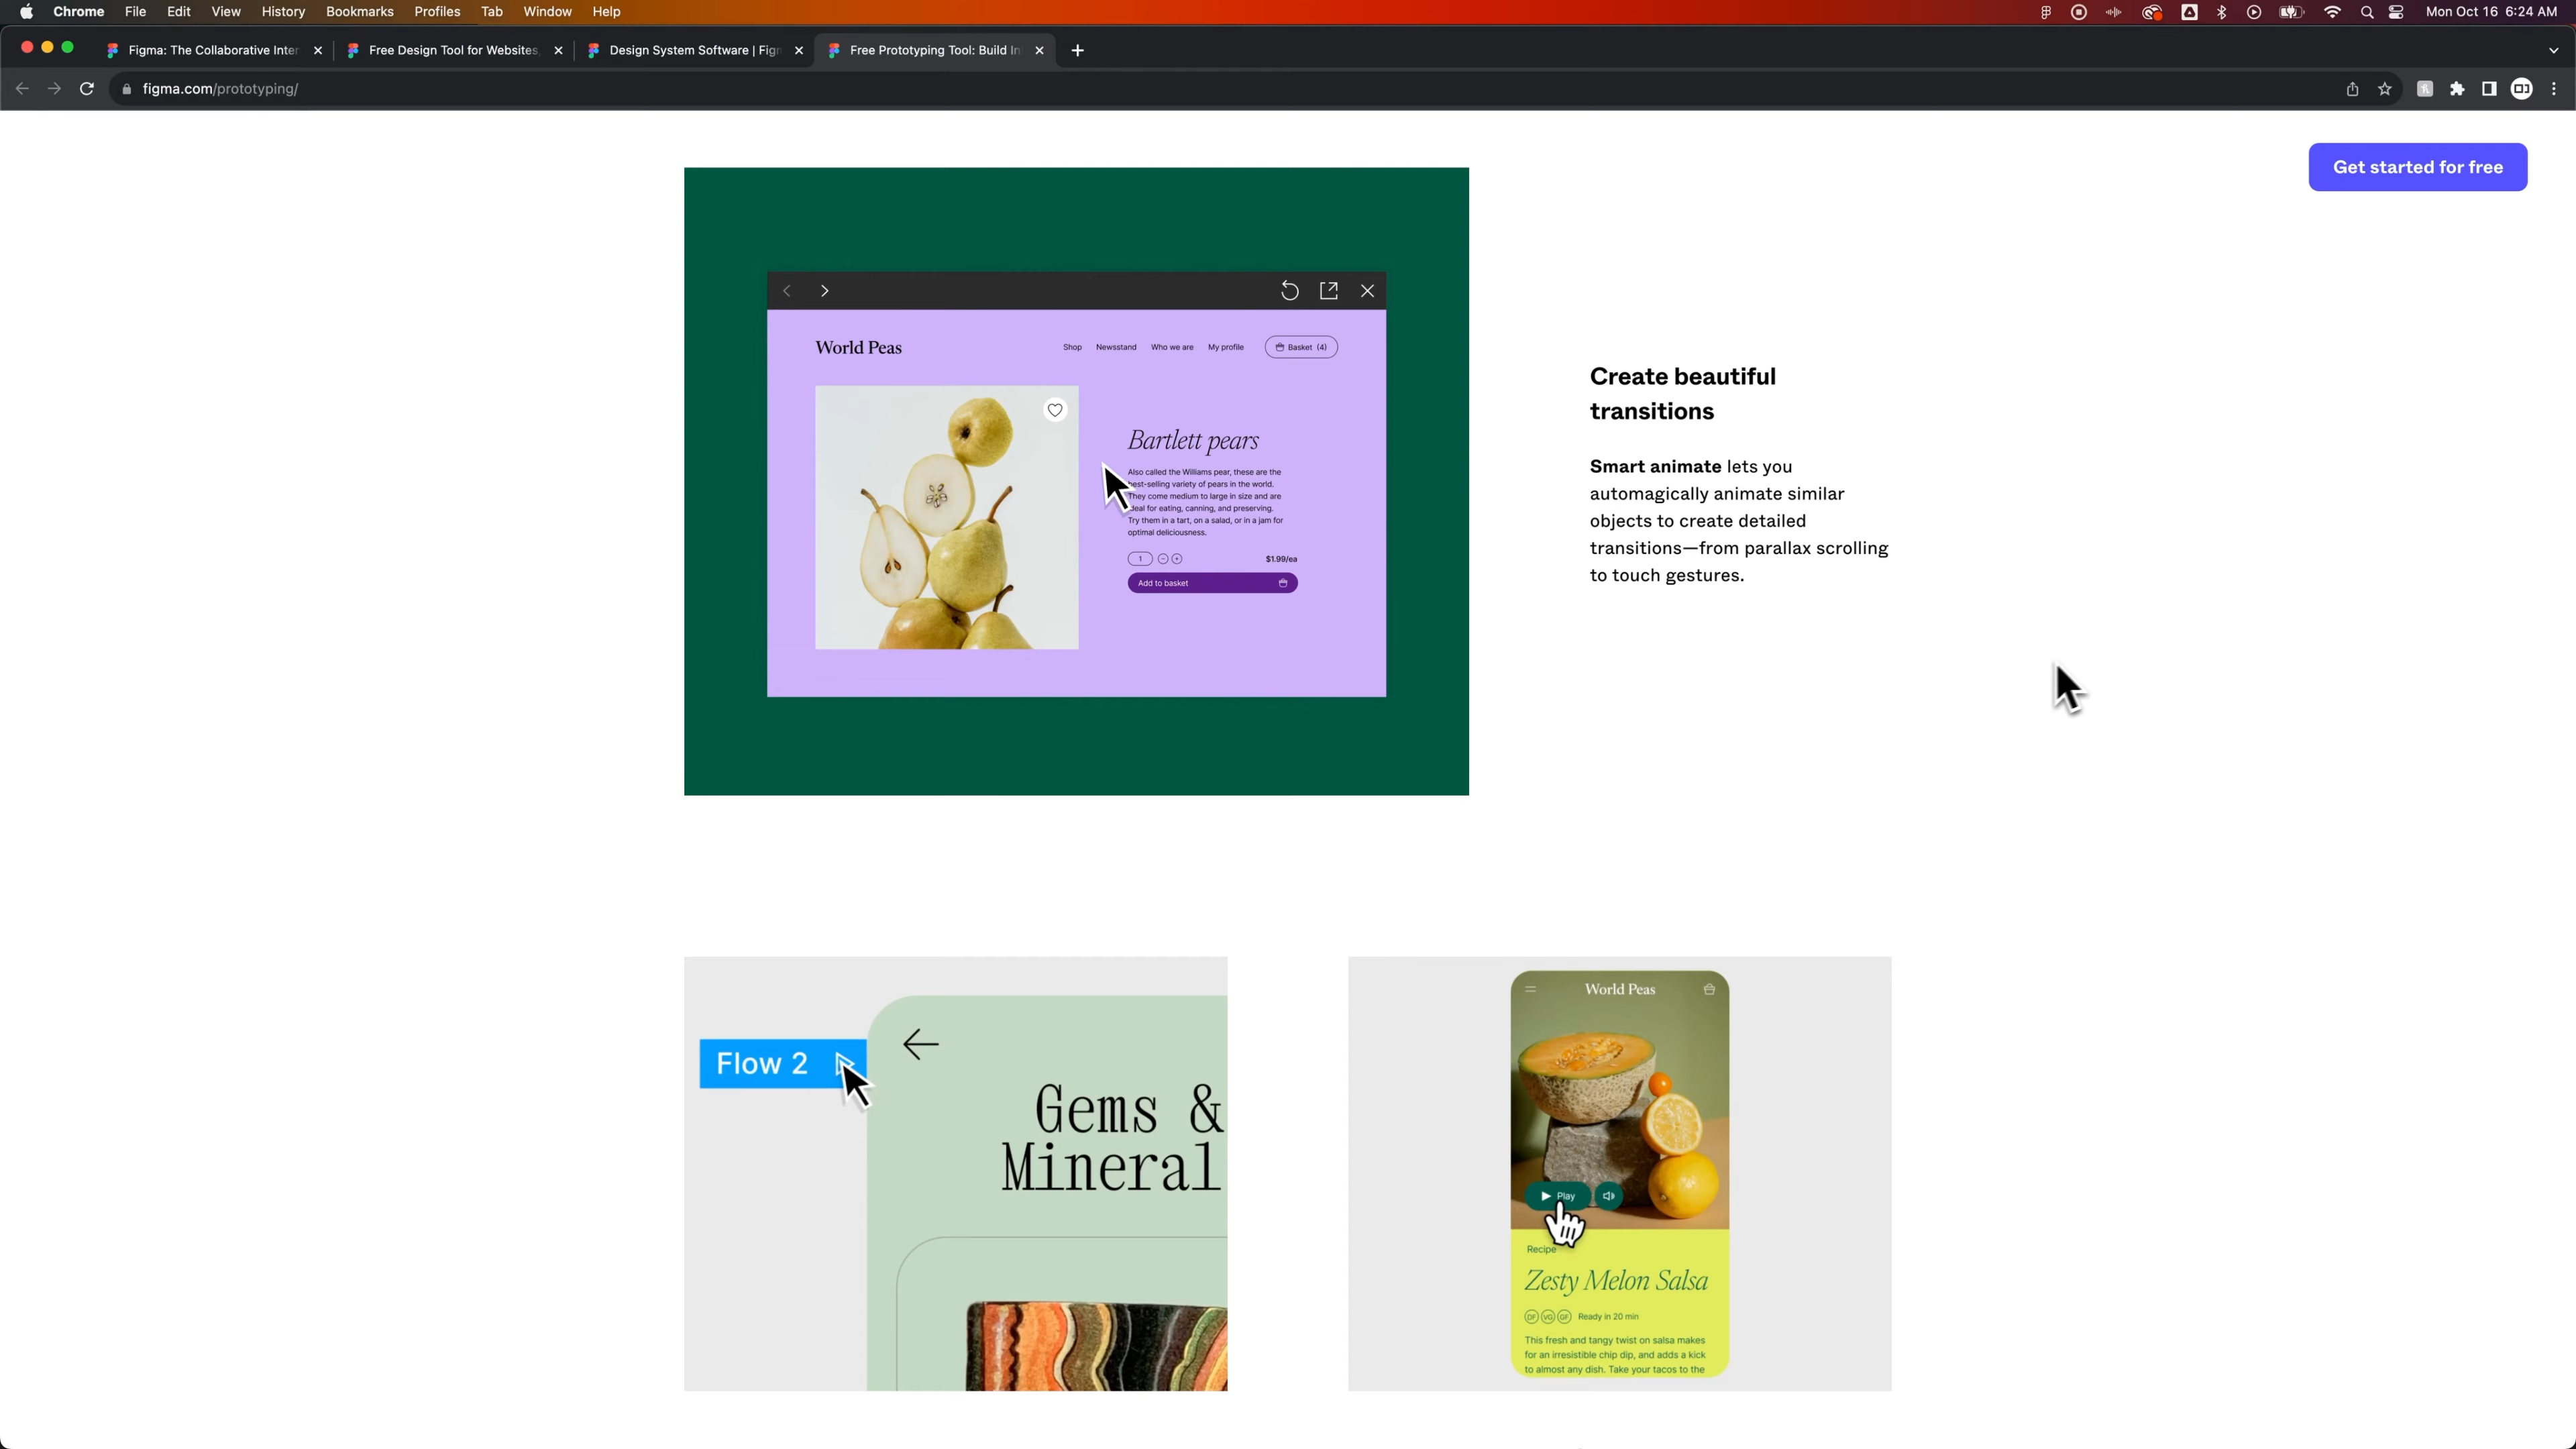 Chrome File Edit View History Bookmarks Profiles Tab Window Help
Mon Oct 16 6:24 AM
Figma: The Collaborative Inter
Free Design Tool for Websites,
Design System Software | Figm
Free Prototyping Tool: Build In
figma.com/prototyping/
Get started for free
World Peas
Shop Newsstand Who we are My profile Basket (4)
Bartlett pears
Also called the Williams pear, these are the
best-selling variety of pears in the world.
They come medium to large in size and are
ideal for eating, canning, and preserving.
Try them in a tart, on a salad, or in a jam for
optimal deliciousness.
1 $1.99/ea
Add to basket
Create beautiful
transitions
Smart animate lets you
automagically animate similar
objects to create detailed
transitions—from parallax scrolling
to touch gestures.
Flow 2
Gems &
Mineral
World Peas
Play
Recipe
Zesty Melon Salsa
DF VG GF Ready in 20 min
This fresh and tangy twist on salsa makes
for an irresistible chip dip, and adds a kick
to almost any dish. Take your tacos to the